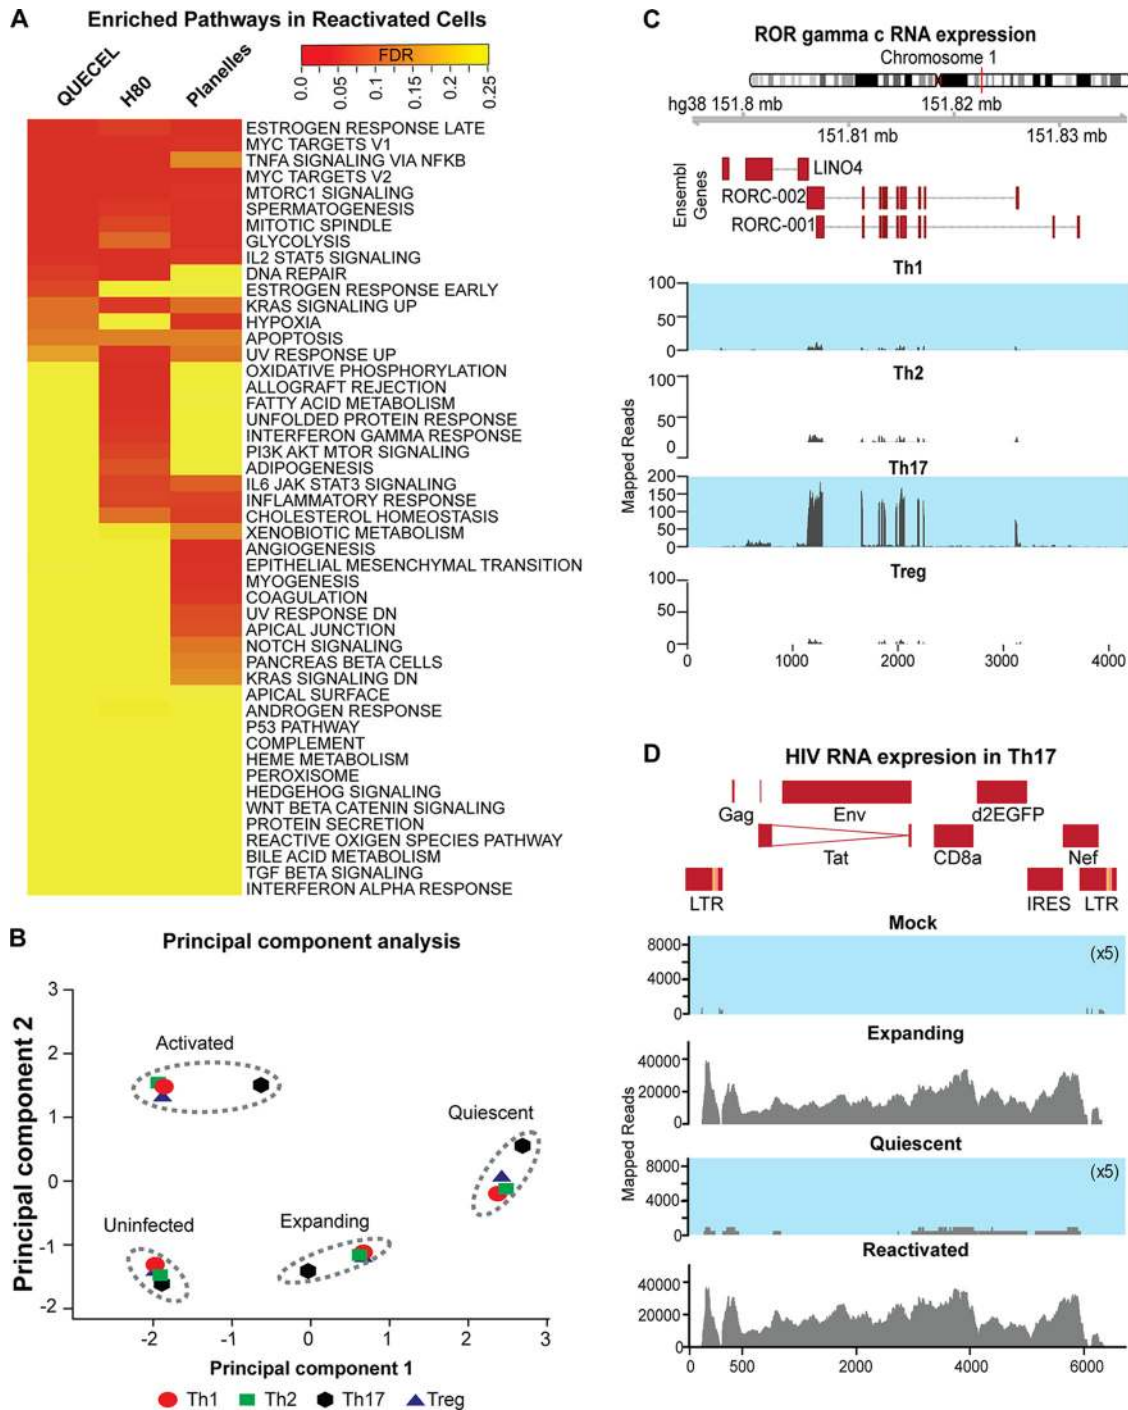 A
Enriched Pathways in Reactivated Cells
QUECEL
H80
Planelles
FDR
0.0
0.05
0.10
0.15
0.20
0.25
ESTROGEN RESPONSE LATE
MYC TARGETS V1
TNFA SIGNALING VIA NFKB
MYC TARGETS V2
MTORC1 SIGNALING
SPERMATOGENESIS
MITOTIC SPINDLE
GLYCOLYSIS
IL2 STAT5 SIGNALING
DNA REPAIR
ESTROGEN RESPONSE EARLY
KRAS SIGNALING UP
HYPOXIA
APOPTOSIS
UV RESPONSE UP
OXIDATIVE PHOSPHORYLATION
ALLOGRAFT REJECTION
FATTY ACID METABOLISM
UNFOLDED PROTEIN RESPONSE
INTERFERON GAMMA RESPONSE
PI3K AKT MTOR SIGNALING
ADIPOGENESIS
IL6 JAK STAT3 SIGNALING
INFLAMMATORY RESPONSE
CHOLESTEROL HOMEOSTASIS
XENOBIOTIC METABOLISM
ANGIOGENESIS
EPITHELIAL MESENCHYMAL TRANSITION
MYOGENESIS
COAGULATION
UV RESPONSE DN
APICAL JUNCTION
NOTCH SIGNALING
PANCREAS BETA CELLS
KRAS SIGNALING DN
APICAL SURFACE
ANDROGEN RESPONSE
P53 PATHWAY
COMPLEMENT
HEME METABOLISM
PEROXISOME
HEDGEHOG SIGNALING
WNT BETA CATENIN SIGNALING
PROTEIN SECRETION
REACTIVE OXIGEN SPECIES PATHWAY
BILE ACID METABOLISM
TGF BETA SIGNALING
INTERFERON ALPHA RESPONSE
B
Principal component analysis
Principal component 2
3
2
1
0
-1
-2
Activated
Quiescent
Uninfected
Expanding
-2
-1
0
1
2
3
Principal component 1
Th1
Th2
Th17
Treg
C
ROR gamma c RNA expression
Chromosome 1
hg38 151.8 mb
151.82 mb
151.81 mb
151.83 mb
Ensembl
Genes
LINO4
RORC-002
RORC-001
Mapped Reads
Th1
100
50
0
Th2
100
50
0
Th17
200
150
100
50
0
Treg
100
50
0
0
1000
2000
3000
4000
D
HIV RNA expresion in Th17
Gag
Env
d2EGFP
Tat
CD8a
Nef
LTR
IRES
LTR
Mapped Reads
Mock
8000
4000
0
(x5)
Expanding
40000
20000
0
Quiescent
8000
4000
0
(x5)
Reactivated
40000
20000
0
0
500
2000
4000
6000